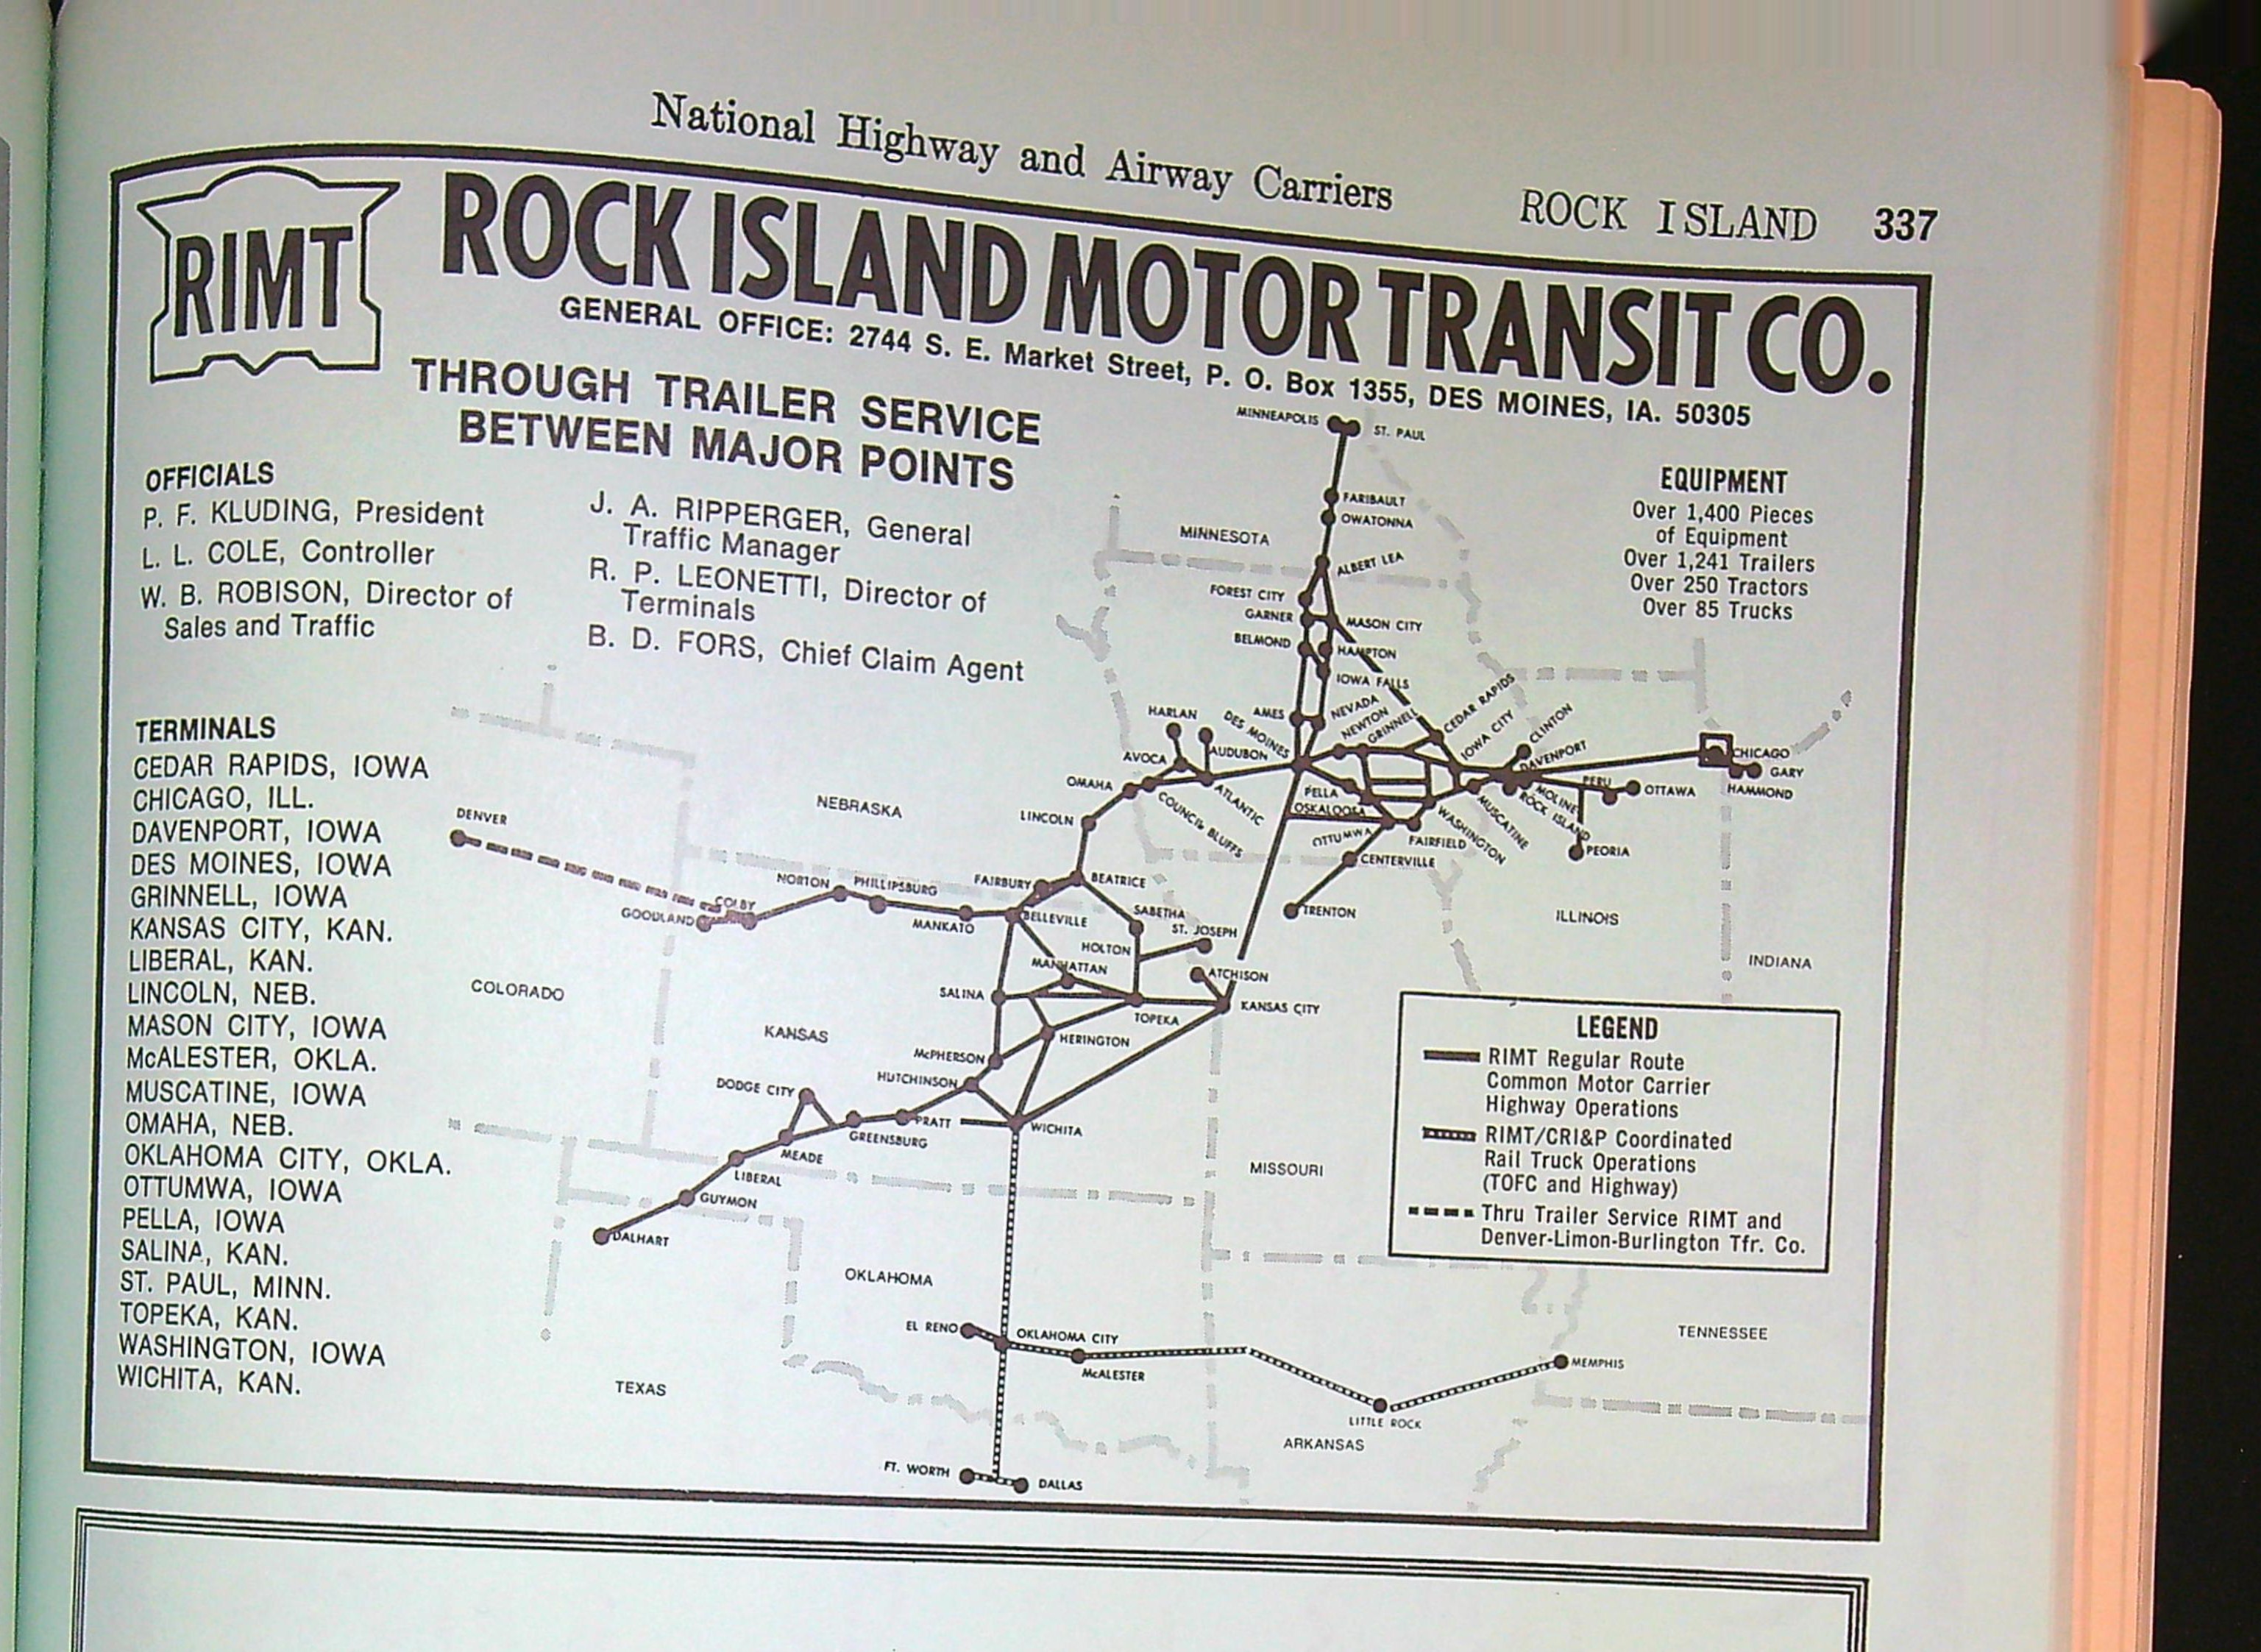 National Highway and Airway Carriers
ROCK ISLAND 337
RIMT
ROCK ISLAND MOTOR TRANSIT CO.
GENERAL OFFICE: 2744 S. E. Market Street, P. O. Box 1355, DES MOINES, IA. 50305
THROUGH TRAILER SERVICE
BETWEEN MAJOR POINTS
OFFICIALS
P. F. KLUDING, President
L. L. COLE, Controller
W. B. ROBISON, Director of
Sales and Traffic
J. A. RIPPERGER, General
Traffic Manager
R. P. LEONETTI, Director of
Terminals
B. D. FORS, Chief Claim Agent
EQUIPMENT
Over 1,400 Pieces
of Equipment
Over 1,241 Trailers
Over 250 Tractors
Over 85 Trucks
TERMINALS
CEDAR RAPIDS, IOWA
CHICAGO, ILL.
DAVENPORT, IOWA
DES MOINES, IOWA
GRINNELL, IOWA
KANSAS CITY, KAN.
LIBERAL, KAN.
LINCOLN, NEB.
MASON CITY, IOWA
McALESTER, OKLA.
MUSCATINE, IOWA
OMAHA, NEB.
OKLAHOMA CITY, OKLA.
OTTUMWA, IOWA
PELLA, IOWA
SALINA, KAN.
ST. PAUL, MINN.
TOPEKA, KAN.
WASHINGTON, IOWA
WICHITA, KAN.
MINNEAPOLIS
ST. PAUL
FARIBAULT
OWATONNA
MINNESOTA
ALBERT LEA
FOREST CITY
GARNER
MASON CITY
BELMOND
HAMPTON
IOWA FALLS
HARLAN
AMES
NEVADA
DES MOINES
NEWTON
GRINNELL
CEDAR RAPIDS
IOWA CITY
CLINTON
DAVENPORT
CHICAGO
GARY
HAMMOND
AVOCA
AUDUBON
OMAHA
ATLANTIC
COUNCIL BLUFFS
PELLA
OSKALOOSA
OTTUMWA
FAIRFIELD
WASHINGTON
MUSCATINE
ROCK ISLAND
MOLINE
PERU
OTTAWA
PEORIA
CENTERVILLE
TRENTON
NEBRASKA
LINCOLN
DENVER
NORTON
PHILLIPSBURG
FAIRBURY
BEATRICE
GOODLAND
COLBY
MANKATO
BELLEVILLE
SABETHA
ST. JOSEPH
HOLTON
MANHATTAN
ATCHISON
ILLINOIS
INDIANA
COLORADO
SALINA
TOPEKA
KANSAS CITY
KANSAS
HERINGTON
McPHERSON
HUTCHINSON
DODGE CITY
PRATT
WICHITA
GREENSBURG
MEADE
LIBERAL
GUYMON
DALHART
MISSOURI
OKLAHOMA
EL RENO
OKLAHOMA CITY
McALESTER
MEMPHIS
TENNESSEE
LITTLE ROCK
ARKANSAS
TEXAS
FT. WORTH
DALLAS
LEGEND
RIMT Regular Route
Common Motor Carrier
Highway Operations
RIMT/CRI&P Coordinated
Rail Truck Operations
(TOFC and Highway)
Thru Trailer Service RIMT and
Denver-Limon-Burlington Tfr. Co.